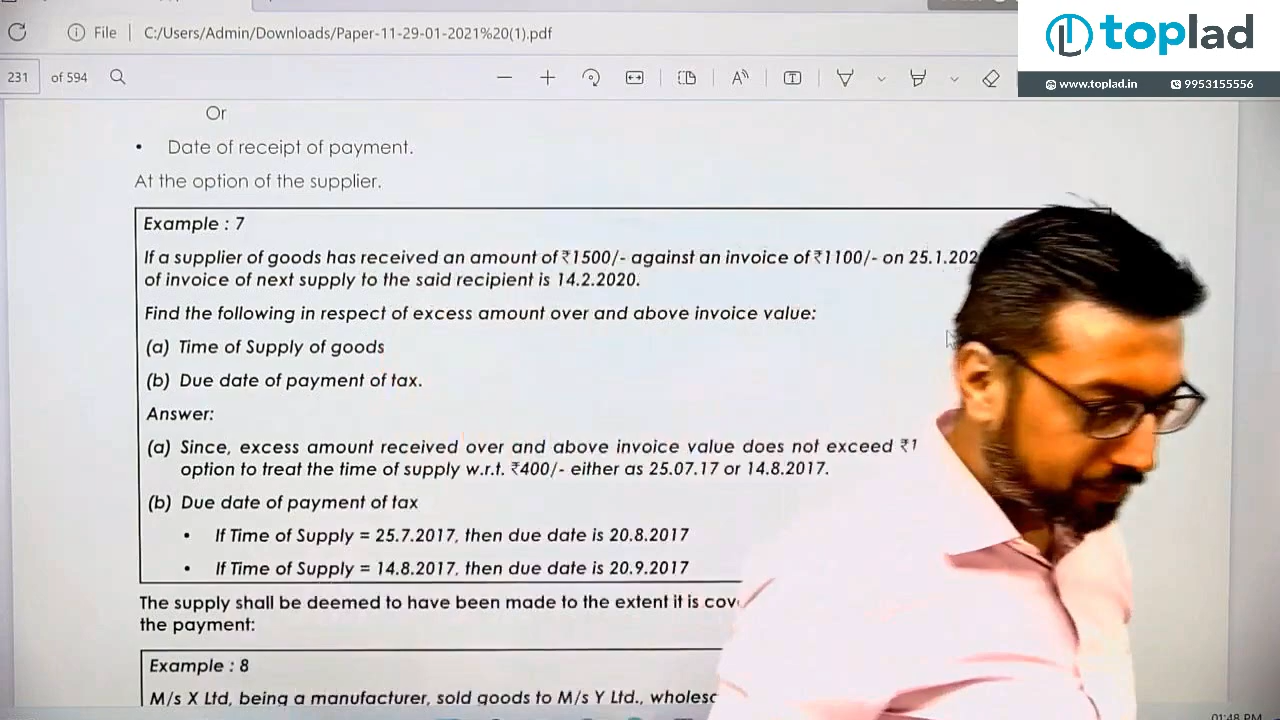 toplad
www.toplad.in 9953155556
File C:/Users/Admin/Downloads/Paper-11-29-01-2021%20(1).pdf
231 of 594
Or
• Date of receipt of payment.
At the option of the supplier.
Example : 7
If a supplier of goods has received an amount of ₹1500/- against an invoice of ₹1100/- on 25.1.202
of invoice of next supply to the said recipient is 14.2.2020.
Find the following in respect of excess amount over and above invoice value:
(a) Time of Supply of goods
(b) Due date of payment of tax.
Answer:
(a) Since, excess amount received over and above invoice value does not exceed ₹1
option to treat the time of supply w.r.t. ₹400/- either as 25.07.17 or 14.8.2017.
(b) Due date of payment of tax
• If Time of Supply = 25.7.2017, then due date is 20.8.2017
• If Time of Supply = 14.8.2017, then due date is 20.9.2017
The supply shall be deemed to have been made to the extent it is
the payment:
Example : 8
M/s X Ltd, being a manufacturer, sold goods to M/s Y Ltd.,
01:48 PM